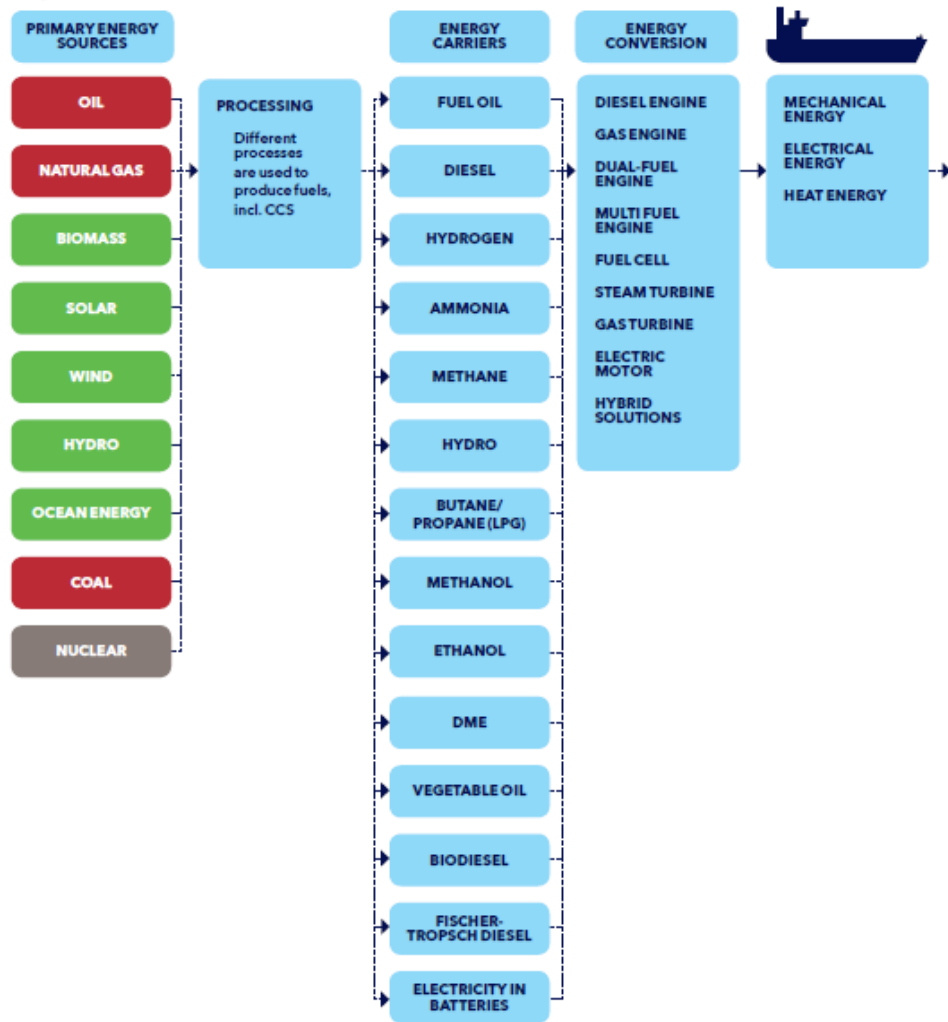 PRIMARY ENERGY
SOURCES
OIL
NATURAL GAS
BIOMASS
SOLAR
WIND
HYDRO
OCEAN ENERGY
COAL
NUCLEAR
PROCESSING
Different
processes
are used to
produce fuels,
incl. CCS
ENERGY
CARRIERS
FUEL OIL
DIESEL
HYDROGEN
AMMONIA
METHANE
HYDRO
BUTANE/
PROPANE (LPG)
METHANOL
ETHANOL
DME
VEGETABLE OIL
BIODIESEL
FISCHER-
TROPSCH DIESEL
ELECTRICITY IN
BATTERIES
ENERGY
CONVERSION
DIESEL ENGINE
GAS ENGINE
DUAL-FUEL
ENGINE
MULTI FUEL
ENGINE
FUEL CELL
STEAM TURBINE
GAS TURBINE
ELECTRIC
MOTOR
HYBRID
SOLUTIONS
MECHANICAL
ENERGY
ELECTRICAL
ENERGY
HEAT ENERGY